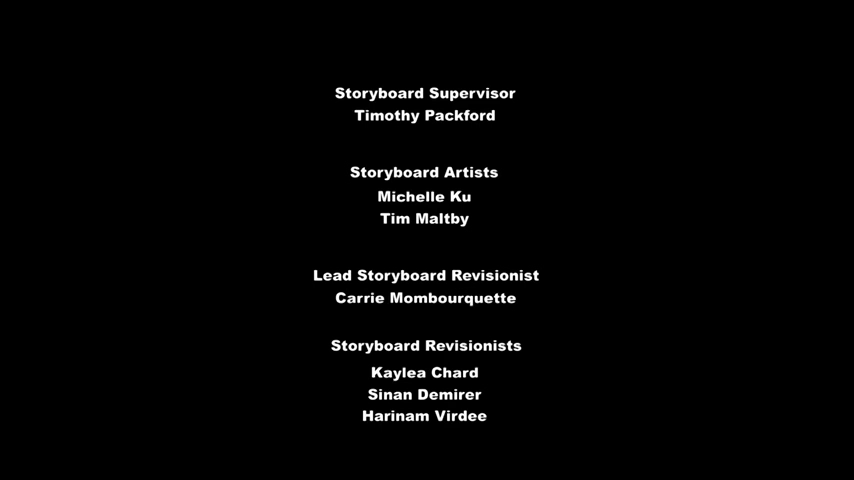 Storyboard Supervisor
Timothy Packford
Storyboard Artists
Michelle Ku
Tim Maltby
Lead Storyboard Revisionist
Carrie Mombourquette
Storyboard Revisionists
Kaylea Chard
Sinan Demirer
Harinam Virdee